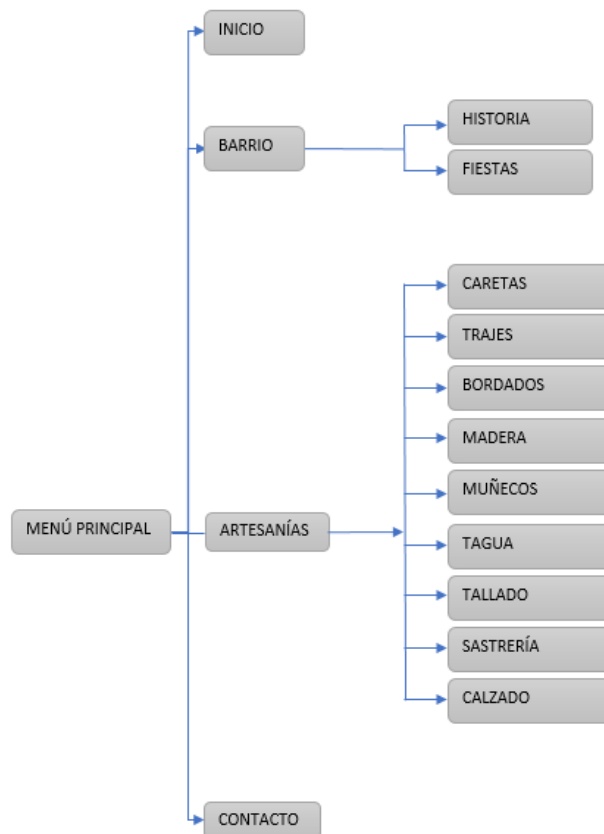 INICIO
BARRIO
HISTORIA
FIESTAS
CARETAS
TRAJES
BORDADOS
MADERA
MUÑECOS
MENÚ PRINCIPAL
ARTESANÍAS
TAGUA
TALLADO
SASTRERÍA
CALZADO
CONTACTO